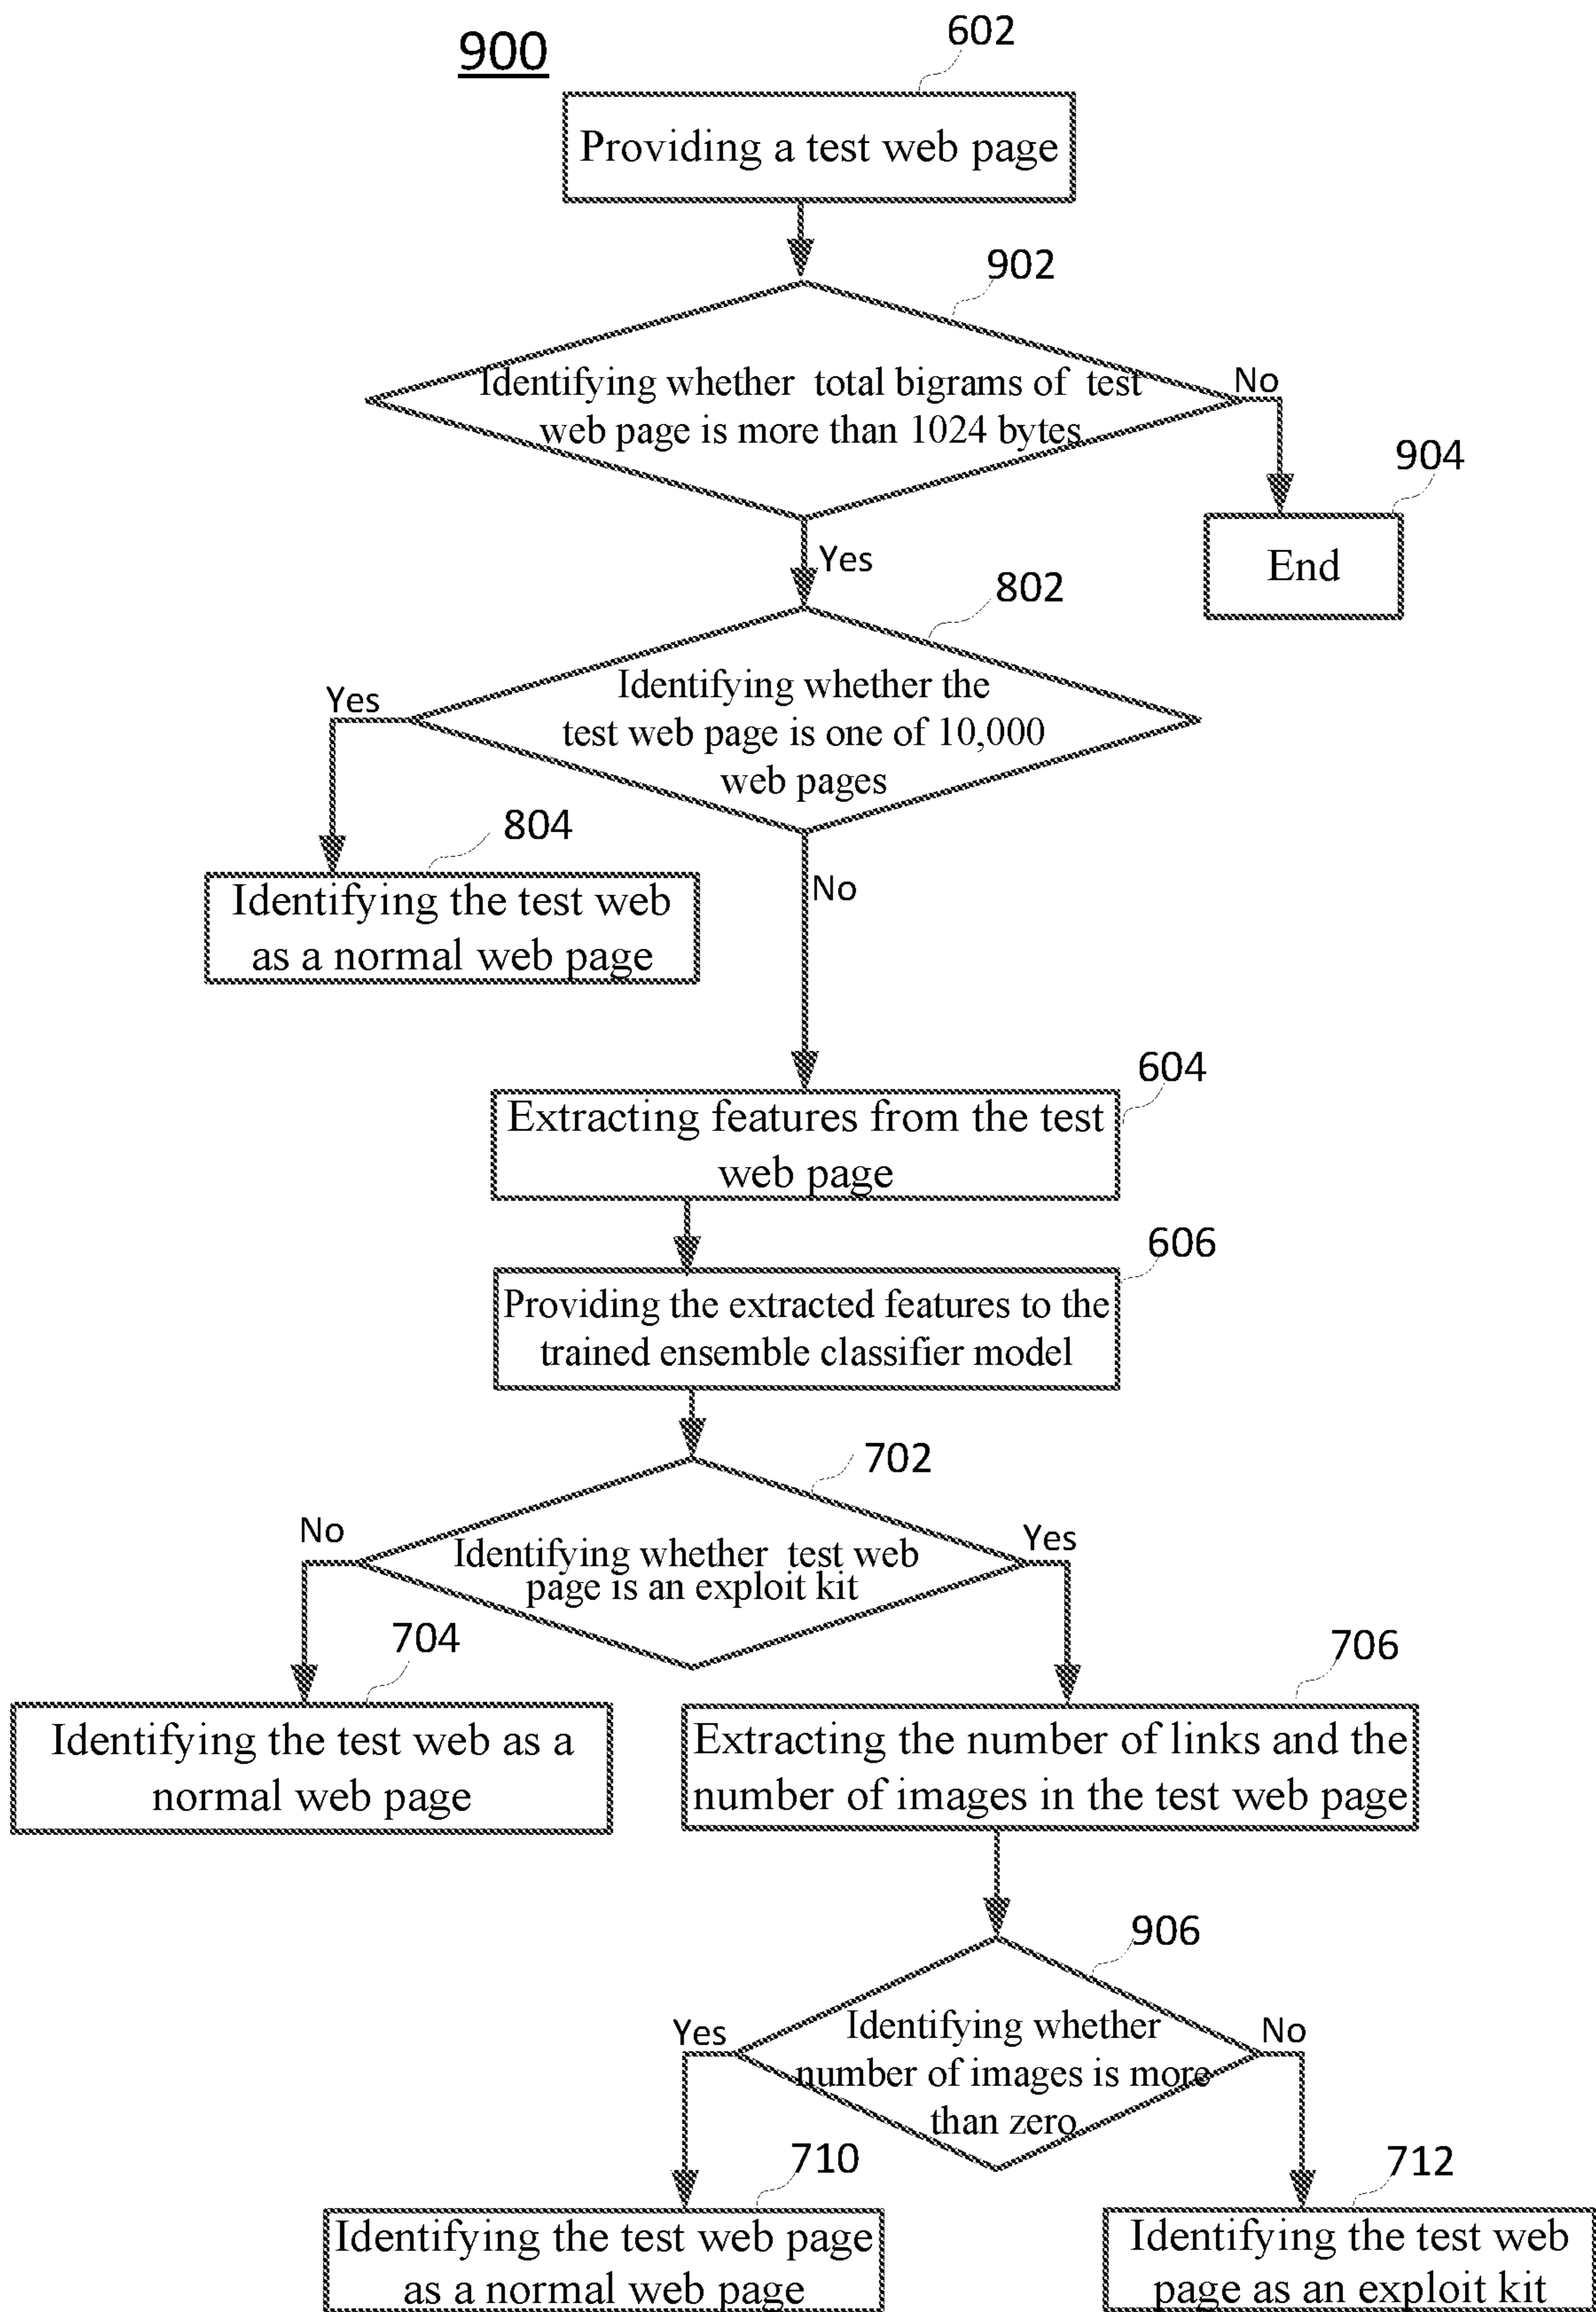 900
602
Providing a test web page
902
Identifying whether total bigrams of test
web page is more than 1024 bytes
No
904
End
Yes
802
Identifying whether the
test web page is one of 10,000
web pages
Yes
804
Identifying the test web
as a normal web page
No
604
Extracting features from the test
web page
606
Providing the extracted features to the
trained ensemble classifier model
702
Identifying whether test web
page is an exploit kit
No
Yes
704
Identifying the test web as a
normal web page
706
Extracting the number of links and the
number of images in the test web page
906
Identifying whether
number of images is more
than zero
Yes
No
710
Identifying the test web page
as a normal web page
712
Identifying the test web
page as an exploit kit